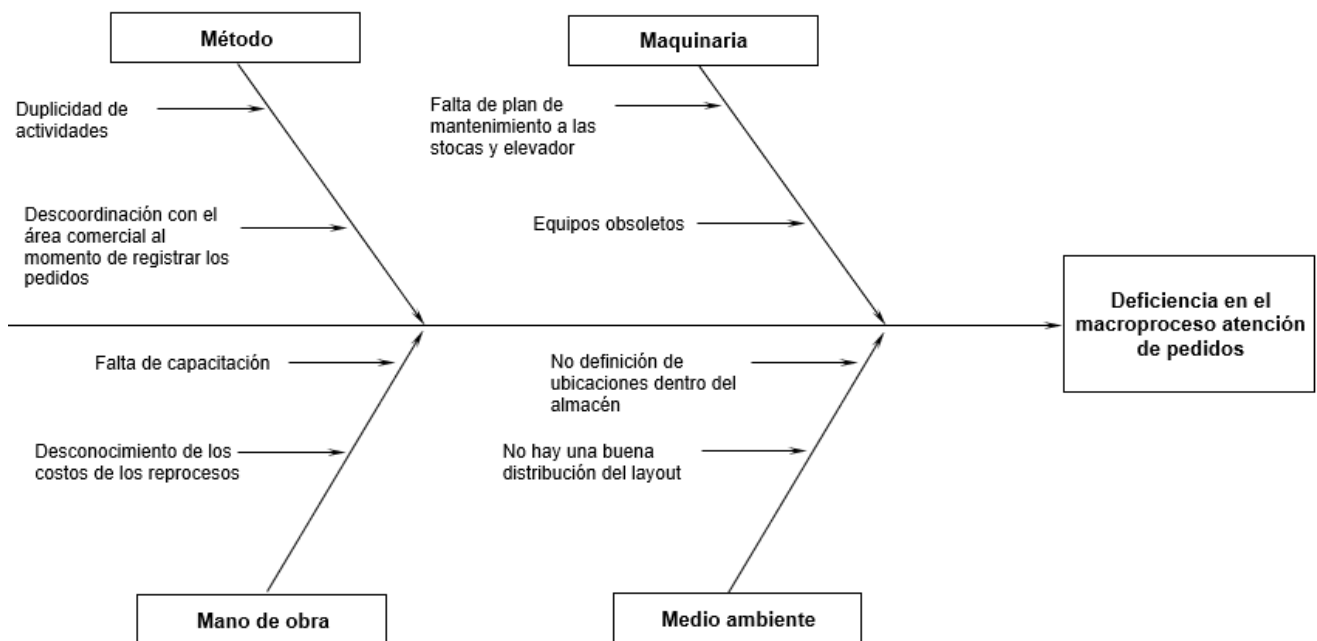 Método
Maquinaria
Duplicidad de
actividades
Falta de plan de
mantenimiento a las
stocas y elevador
Descoordinación con el
área comercial al
momento de registrar los
pedidos
Equipos obsoletos
Deficiencia en el
macroproceso atención
de pedidos
Falta de capacitación
No definición de
ubicaciones dentro del
almacén
Desconocimiento de los
costos de los reprocesos
No hay una buena
distribución del layout
Mano de obra
Medio ambiente